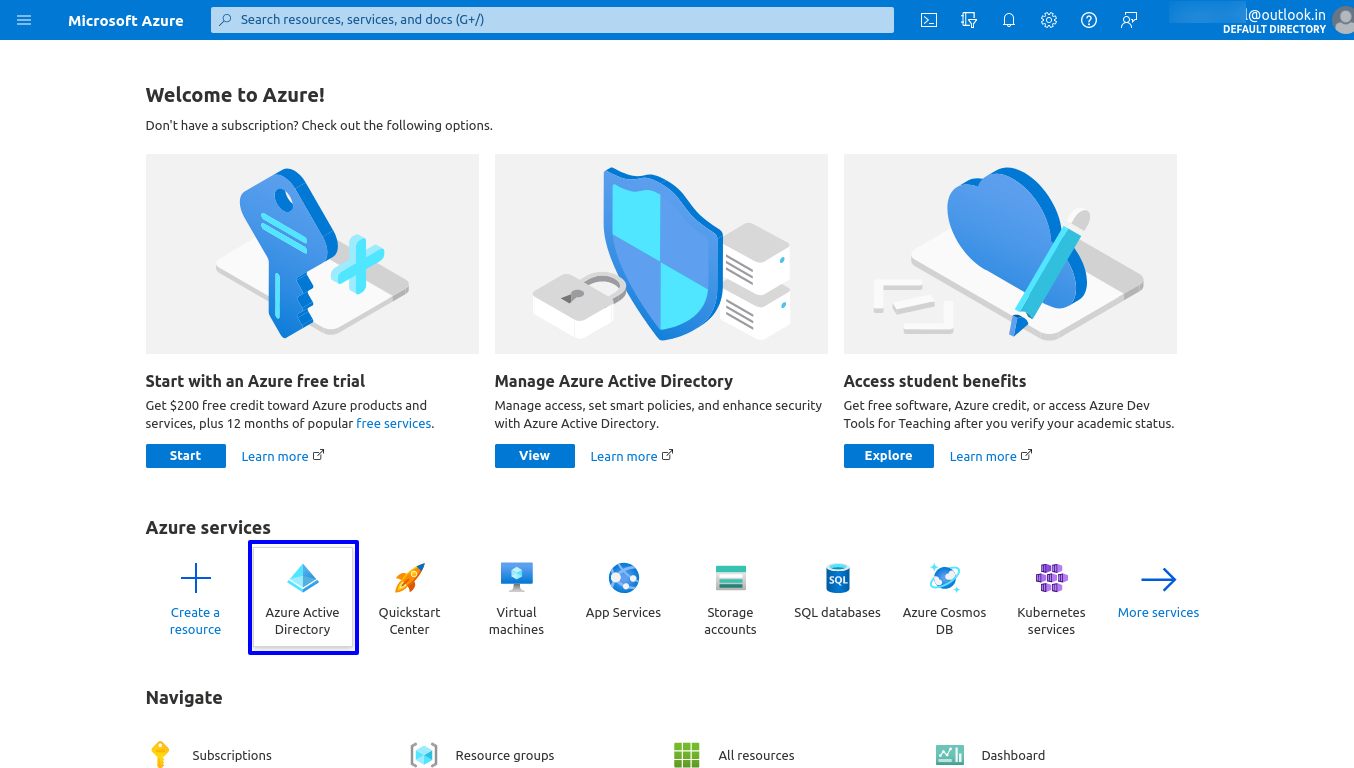 Microsoft Azure
Search resources, services, and docs (G+/)
l@outlook.in
DEFAULT DIRECTORY
Welcome to Azure!
Don't have a subscription? Check out the following options.
Start with an Azure free trial
Get $200 free credit toward Azure products and
services, plus 12 months of popular free services.
Start
Learn more
Manage Azure Active Directory
Manage access, set smart policies, and enhance security
with Azure Active Directory.
View
Learn more
Access student benefits
Get free software, Azure credit, or access Azure Dev
Tools for Teaching after you verify your academic status.
Explore
Learn more
Azure services
Create a
resource
Azure Active
Directory
Quickstart
Center
Virtual
machines
App Services
Storage
accounts
SQL
SQL databases
Azure Cosmos
DB
Kubernetes
services
More services
Navigate
Subscriptions
Resource groups
All resources
Dashboard